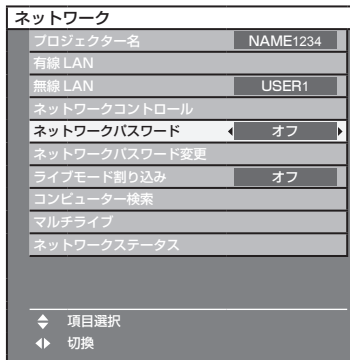 ネットワーク
プロジェクター名 NAME1234
有線 LAN
無線 LAN USER1
ネットワークコントロール
ネットワークパスワード オフ
ネットワークパスワード変更
ライブモード割り込み オフ
コンピューター検索
マルチライブ
ネットワークステータス
項目選択
切換